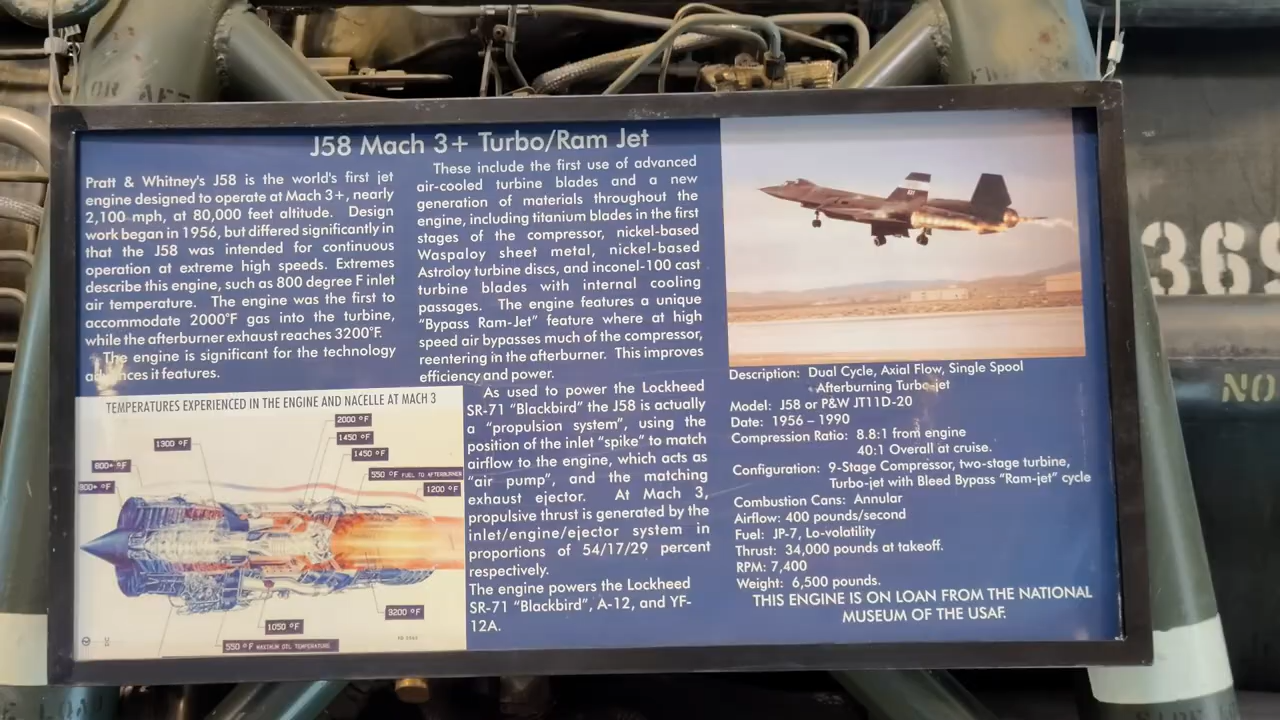 J58 Mach 3+ Turbo/Ram Jet
Pratt & Whitney's J58 is the world's first jet
engine designed to operate at Mach 3+, nearly
2,100 mph, at 80,000 feet altitude. Design
work began in 1956, but differed significantly in
that the J58 was intended for continuous
operation at extreme high speeds. Extremes
describe this engine, such as 800 degree F inlet
air temperature. The engine was the first to
accommodate 2000°F gas into the turbine,
while the afterburner exhaust reaches 3200°F.
The engine is significant for the technology
advances it features.
These include the first use of advanced
air-cooled turbine blades and a new
generation of materials throughout the
engine, including titanium blades in the first
stages of the compressor, nickel-based
Waspaloy sheet metal, nickel-based
Astroloy turbine discs, and inconel-100 cast
turbine blades with internal cooling
passages. The engine features a unique
"Bypass Ram-Jet" feature where at high
speed air bypasses much of the compressor,
reentering in the afterburner. This improves
efficiency and power.
As used to power the Lockheed
SR-71 "Blackbird" the J58 is actually
a "propulsion system", using the
position of the inlet "spike" to match
airflow to the engine, which acts as
"air pump", and the matching
exhaust ejector. At Mach 3,
propulsive thrust is generated by the
inlet/engine/ejector system in
proportions of 54/17/29 percent
respectively.
The engine powers the Lockheed
SR-71 "Blackbird", A-12, and YF-
12A.
TEMPERATURES EXPERIENCED IN THE ENGINE AND NACELLE AT MACH 3
2000 °F
1450 °F
1300 °F
1450 °F
800+ °F
550 °F FUEL TO AFTERBURNER
800+ °F
1200 °F
3200 °F
1050 °F
550 °F MAXIMUM OIL TEMPERATURE
Description: Dual Cycle, Axial Flow, Single Spool
Afterburning Turbo-jet
Model: J58 or P&W JT11D-20
Date: 1956 – 1990
Compression Ratio: 8.8:1 from engine
40:1 Overall at cruise.
Configuration: 9-Stage Compressor, two-stage turbine,
Turbo-jet with Bleed Bypass "Ram-jet" cycle
Combustion Cans: Annular
Airflow: 400 pounds/second
Fuel: JP-7, Lo-volatility
Thrust: 34,000 pounds at takeoff.
RPM: 7,400
Weight: 6,500 pounds.
THIS ENGINE IS ON LOAN FROM THE NATIONAL
MUSEUM OF THE USAF.
369
NO